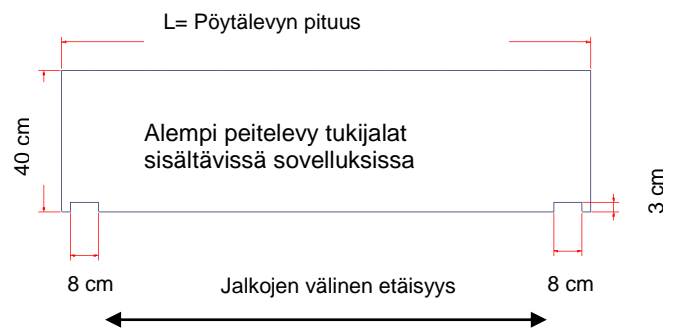 L= Pöytälevyn pituus
40 cm
Alempi peitelevy tukijalat
sisältävissä sovelluksissa
3 cm
8 cm
Jalkojen välinen etäisyys
8 cm